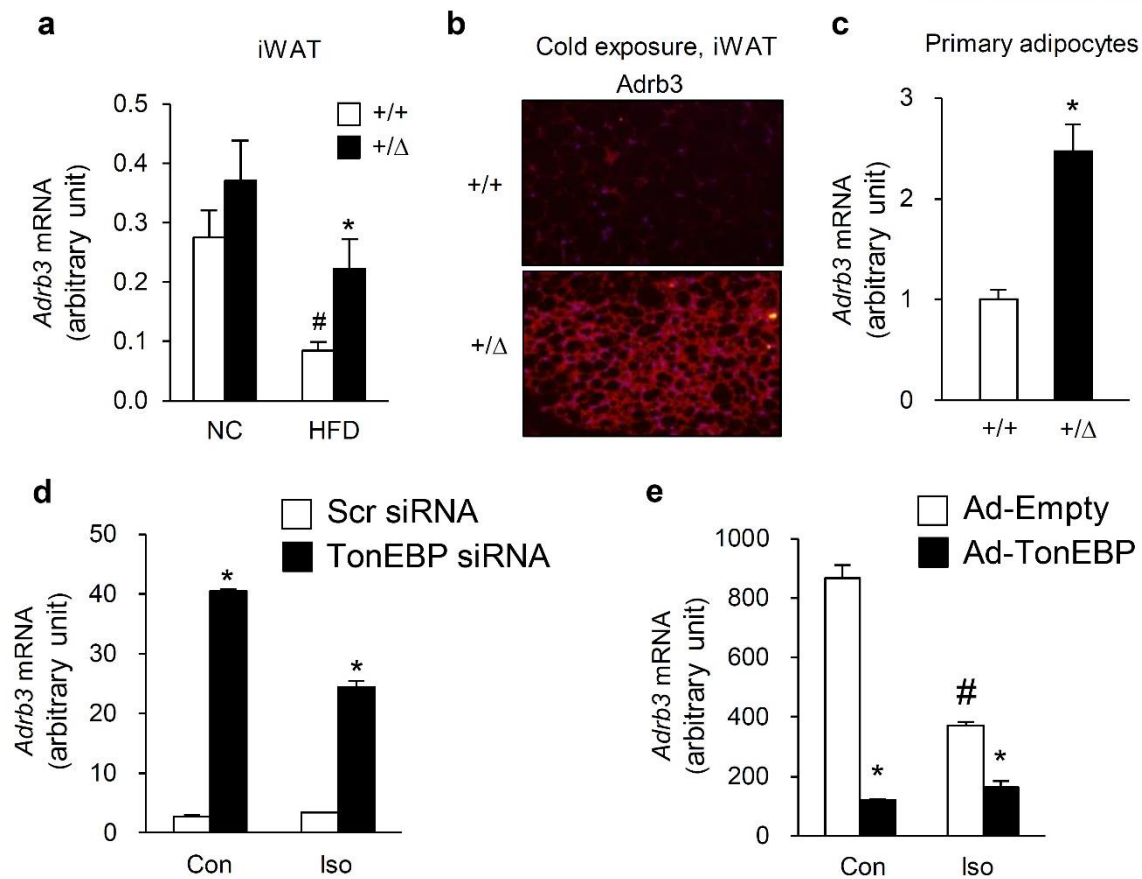 a
iWAT
Adrb3 mRNA
(arbitrary unit)
0.5
0.4
0.3
0.2
0.1
0.0
+/+
+/Δ
*
#
NC
HFD
b
Cold exposure, iWAT
Adrb3
+/+
+/Δ
c
Primary adipocytes
Adrb3 mRNA
(arbitrary unit)
3
2
1
0
*
+/+
+/Δ
d
Scr siRNA
TonEBP siRNA
Adrb3 mRNA
(arbitrary unit)
50
40
30
20
10
0
*
*
Con
Iso
e
Ad-Empty
Ad-TonEBP
Adrb3 mRNA
(arbitrary unit)
1000
800
600
400
200
0
*
#
*
Con
Iso